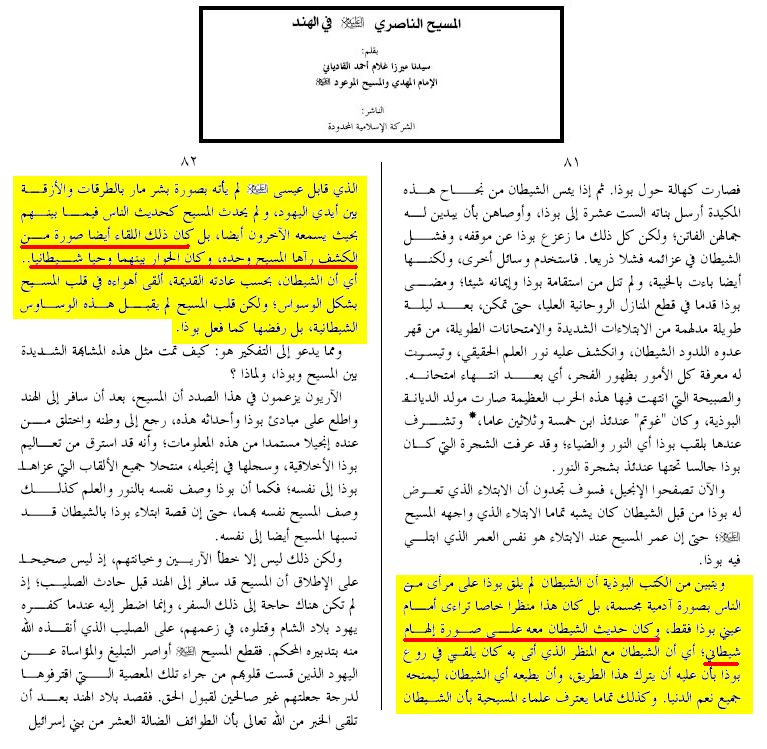 المسيح الناصري ﵇ في الهند
بقلم:
سيدنا ميرزا غلام أحمد القادياني
الإمام المهدي والمسيح الموعود ﵇
الناشر:
الشركة الإسلامية المحدودة
٨١
فصارت كهالة حول بوذا. ثم إذا يئس الشيطان من نجاح هذه
المكيدة أرسل بناته الست عشرة إلى بوذا، وأوصاهن بأن يبدين له
جمالهن الفاتن؛ ولكن كل ذلك ما زعزع بوذا عن موقفه، وفشل
الشيطان في عزائمه فشلا ذريعا. فاستخدم وسائل أخرى، ولكنها
أيضا باءت بالخيبة، ولم تنل من استقامة بوذا وإيمانه شيئا؛ ومضى
بوذا قدما في قطع المنازل الروحانية العليا، حتى تمكن، بعد ليلة
طويلة مدلهمة من الابتلاءات الشديدة والامتحانات الطويلة، من قهر
عدوه اللدود الشيطان، وانكشف عليه نور العلم الحقيقي، وتيسرت
له معرفة كل الأمور بظهور الفجر، أي بعد انتهاء امتحانه.
والصبيحة التي انتهت فيها هذه الحرب العظيمة صارت مولد الديانة
البوذية، وكان "غوتم" عندئذ ابن خمسة وثلاثين عاما،* وتشرف
عندها بلقب بوذا أي النور والضياء؛ وقد عرفت الشجرة التي كان
بوذا جالسا تحتها عندئذ بشجرة النور.
والآن تصفحوا الإنجيل، فسوف تجدون أن الابتلاء الذي تعرض
له بوذا من قبل الشيطان كان يشبه تماما الابتلاء الذي واجهه المسيح
﵇؛ حتى إن عمر المسيح عند الابتلاء هو نفس العمر الذي ابتلي
فيه بوذا.
ويتبين من الكتب البوذية أن الشيطان لم يلق بوذا على مرأى من
الناس بصورة آدمية مجسمة، بل كان هذا منظرا خاصا تراءى أمام
عيني بوذا فقط، وكان حديث الشيطان معه على صورة إلهام
شيطاني؛ أي أن الشيطان مع المنظر الذي أتى به كان يلقي في روع
بوذا بأن عليه أن يترك هذا الطريق، وأن يطيعه أي الشيطان، ليمنحه
جميع نعم الدنيا. وكذلك تماما يعترف علماء المسيحية بأن الشيطان
٨٢
الذي قابل عيسى ﵇ لم يأته بصورة بشر مار بالطرقات والأزقة
بين أيدي اليهود، ولم يحدث المسيح كحديث الناس فيما بينهم
بحيث يسمعه الآخرون أيضا، بل كان ذلك اللقاء أيضا صورة من
الكشف رآها المسيح وحده، وكان الحوار بينهما وحيا شيطانيا..
أي أن الشيطان، بحسب عادته القديمة، ألقى أهواءه في قلب المسيح
بشكل الوسواس؛ ولكن قلب المسيح لم يقبل هذه الوساوس
الشيطانية، بل رفضها كما فعل بوذا.
ومما يدعو إلى التفكير هو: كيف تمت مثل هذه المشابهة الشديدة
بين المسيح وبوذا، ولماذا ؟
الآريون يزعمون في هذا الصدد أن المسيح، بعد أن سافر إلى الهند
واطلع على مبادئ بوذا وأحداثه هذه، رجع إلى وطنه واختلق من
عنده إنجيلا مستمدا من هذه المعلومات؛ وأنه قد استرق من تعاليم
بوذا الأخلاقية، وسجلها في إنجيله، منتحلا جميع الألقاب التي عزاها
بوذا إلى نفسه؛ فكما أن بوذا وصف نفسه بالنور والعلم كذلك
وصف المسيح نفسه بهما، حتى إن قصة ابتلاء بوذا بالشيطان قد
نسبها المسيح أيضا إلى نفسه.
ولكن ذلك ليس إلا خطأ الآريين وخيانتهم، إذ ليس صحيحا
على الإطلاق أن المسيح قد سافر إلى الهند قبل حادث الصليب؛ إذ
لم تكن هناك حاجة إلى ذلك السفر، وإنما اضطر إليه عندما كفره
يهود بلاد الشام وقتلوه، في زعمهم، على الصليب الذي أنقذه الله
منه بتدبيره المحكم. فقطع المسيح ﵇ أواصر التبليغ والمؤاساة عن
اليهود الذين قست قلوبهم من جراء تلك المعصية التي اقترفوها
لدرجة جعلتهم غير صالحين لقبول الحق. فقصد بلاد الهند بعد أن
تلقى الخبر من الله تعالى بأن الطوائف الضالة العشر من بني إسرائيل